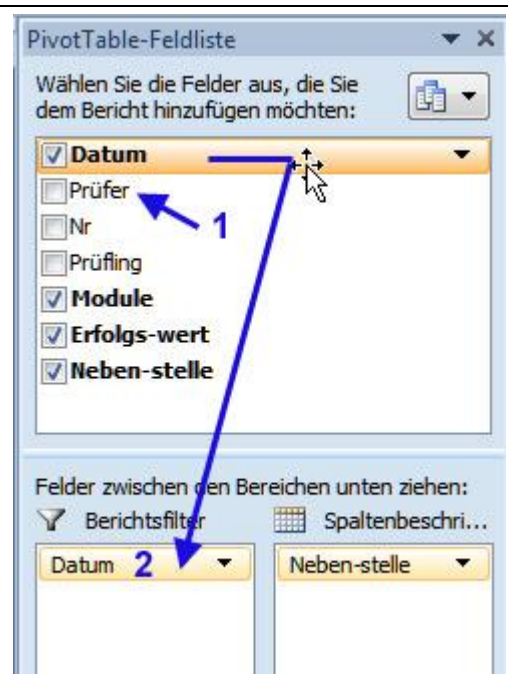 PivotTable-Feldliste
Wählen Sie die Felder aus, die Sie
dem Bericht hinzufügen möchten:
Datum
Prüfer
1
Nr
Prüfling
Module
Erfolgs-wert
Neben-stelle
Felder zwischen den Bereichen unten ziehen:
Berichtsfilter Spaltenbeschri...
Datum 2 Neben-stelle